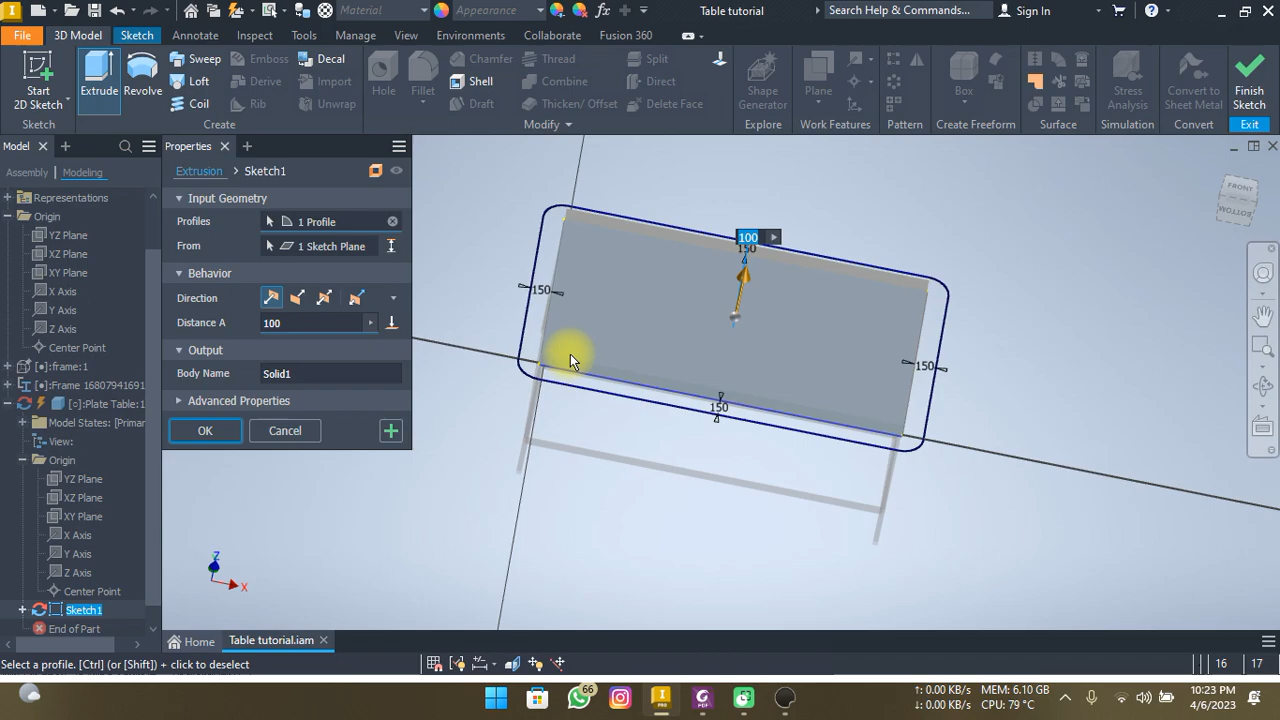 Material
Appearance
Table tutorial
Search Help & Commands...
Sign In
File
3D Model
Sketch
Annotate
Inspect
Tools
Manage
View
Environments
Collaborate
Fusion 360
Start
2D Sketch
Extrude
Revolve
Sweep
Loft
Coil
Emboss
Derive
Rib
Decal
Import
Unwrap
Hole
Fillet
Chamfer
Shell
Draft
Thread
Combine
Thicken/ Offset
Split
Direct
Delete Face
Shape
Generator
Plane
Box
Stress
Analysis
Convert to
Sheet Metal
Finish
Sketch
Sketch
Create
Modify
Explore
Work Features
Pattern
Create Freeform
Surface
Simulation
Convert
Exit
Model
Assembly
Modeling
Representations
Origin
YZ Plane
XZ Plane
XY Plane
X Axis
Y Axis
Z Axis
Center Point
:frame:1
Frame 16807941691
:Plate Table:1
Model States: [Primar
View:
Origin
YZ Plane
XZ Plane
XY Plane
X Axis
Y Axis
Z Axis
Center Point
Sketch1
End of Part
Properties
Extrusion > Sketch1
Input Geometry
Profiles
1 Profile
From
1 Sketch Plane
Behavior
Direction
Distance A
100
Output
Body Name
Solid1
Advanced Properties
OK
Cancel
100
150
150
150
150
FRONT
BOTTOM
Z
X
Home
Table tutorial.iam
Select a profile. [Ctrl] (or [Shift]) + click to deselect
16
17
66
PRO
PDF
↑: 0.00 KB/s
↓: 0.00 KB/s
MEM: 6.10 GB
CPU: 79 °C
10:23 PM
4/6/2023